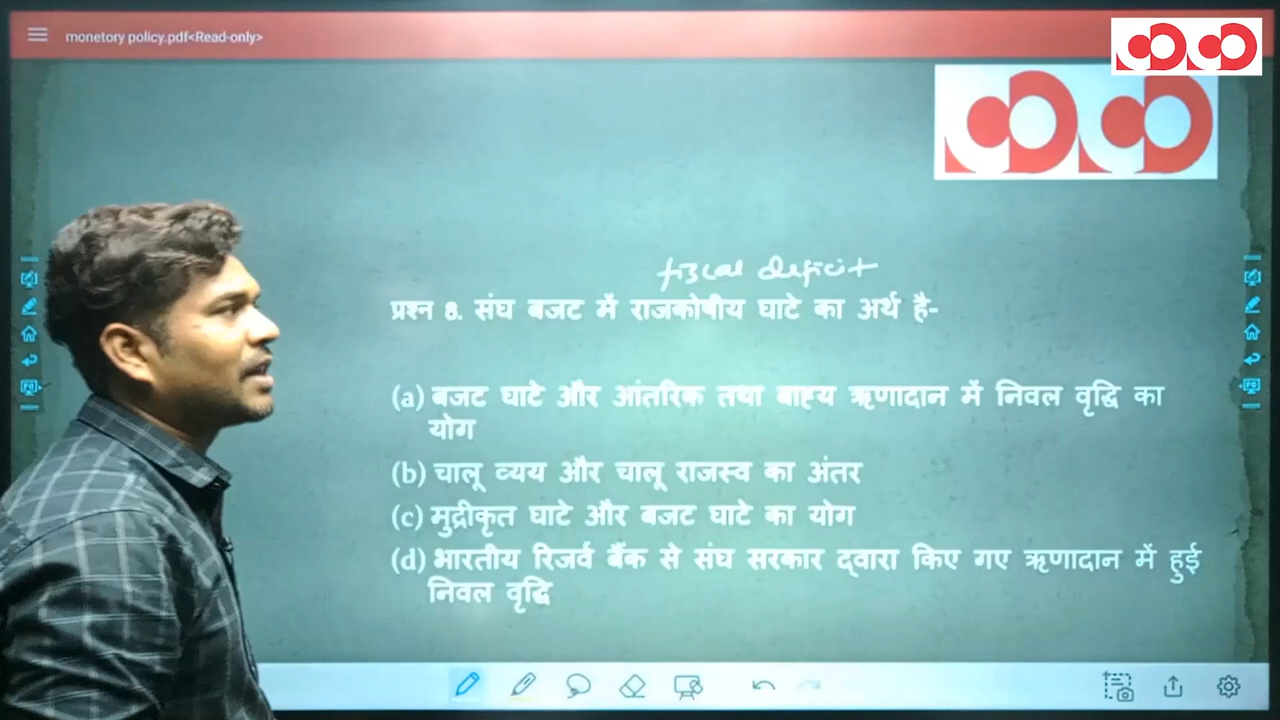 monetory policy.pdf<Read-only>
fiscal deficit
प्रश्न 8. संघ बजट में राजकोषीय घाटे का अर्थ है-
(a) बजट घाटे और आंतरिक तथा बाह्य ऋणादान में निवल वृद्धि का
योग
(b) चालू व्यय और चालू राजस्व का अंतर
(c) मुद्रीकृत घाटे और बजट घाटे का योग
(d) भारतीय रिजर्व बैंक से संघ सरकार द्वारा किए गए ऋणादान में हुई
निवल वृद्धि